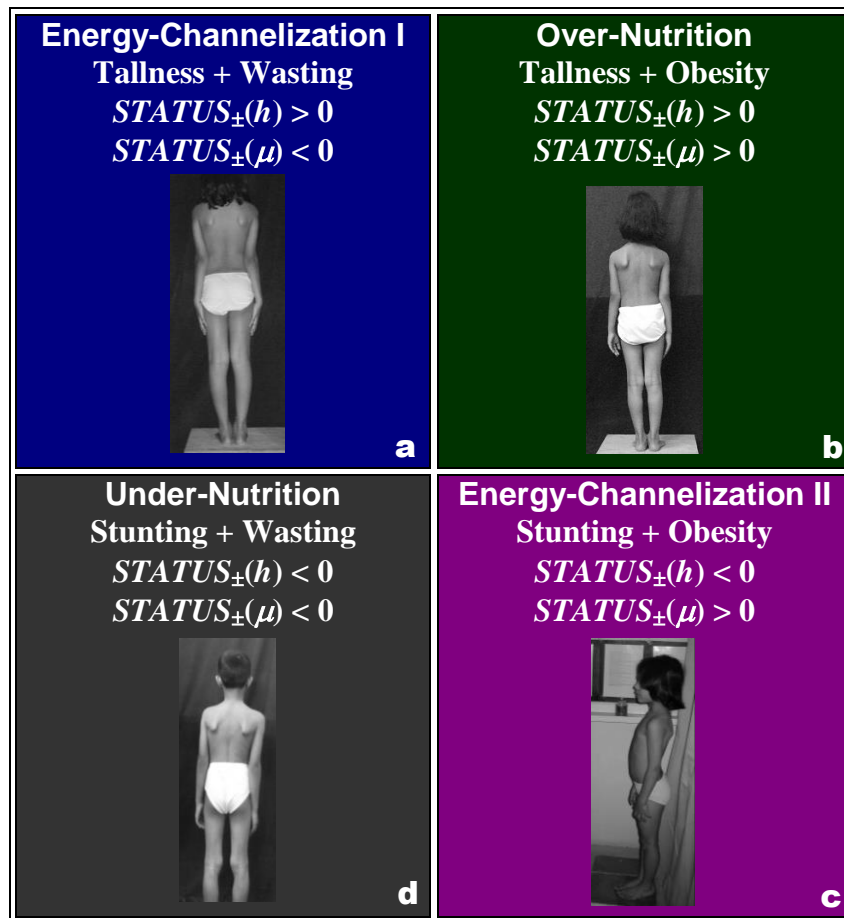 Energy-Channelization I
Tallness + Wasting
STATUS±(h) > 0
STATUS±(μ) < 0
a
Over-Nutrition
Tallness + Obesity
STATUS±(h) > 0
STATUS±(μ) > 0
b
Under-Nutrition
Stunting + Wasting
STATUS±(h) < 0
STATUS±(μ) < 0
d
Energy-Channelization II
Stunting + Obesity
STATUS±(h) < 0
STATUS±(μ) > 0
c